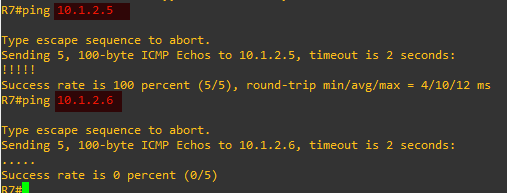 R7#ping 10.1.2.5
Type escape sequence to abort.
Sending 5, 100-byte ICMP Echos to 10.1.2.5, timeout is 2 seconds:
!!!!!
Success rate is 100 percent (5/5), round-trip min/avg/max = 4/10/12 ms
R7#ping 10.1.2.6
Type escape sequence to abort.
Sending 5, 100-byte ICMP Echos to 10.1.2.6, timeout is 2 seconds:
.....
Success rate is 0 percent (0/5)
R7#